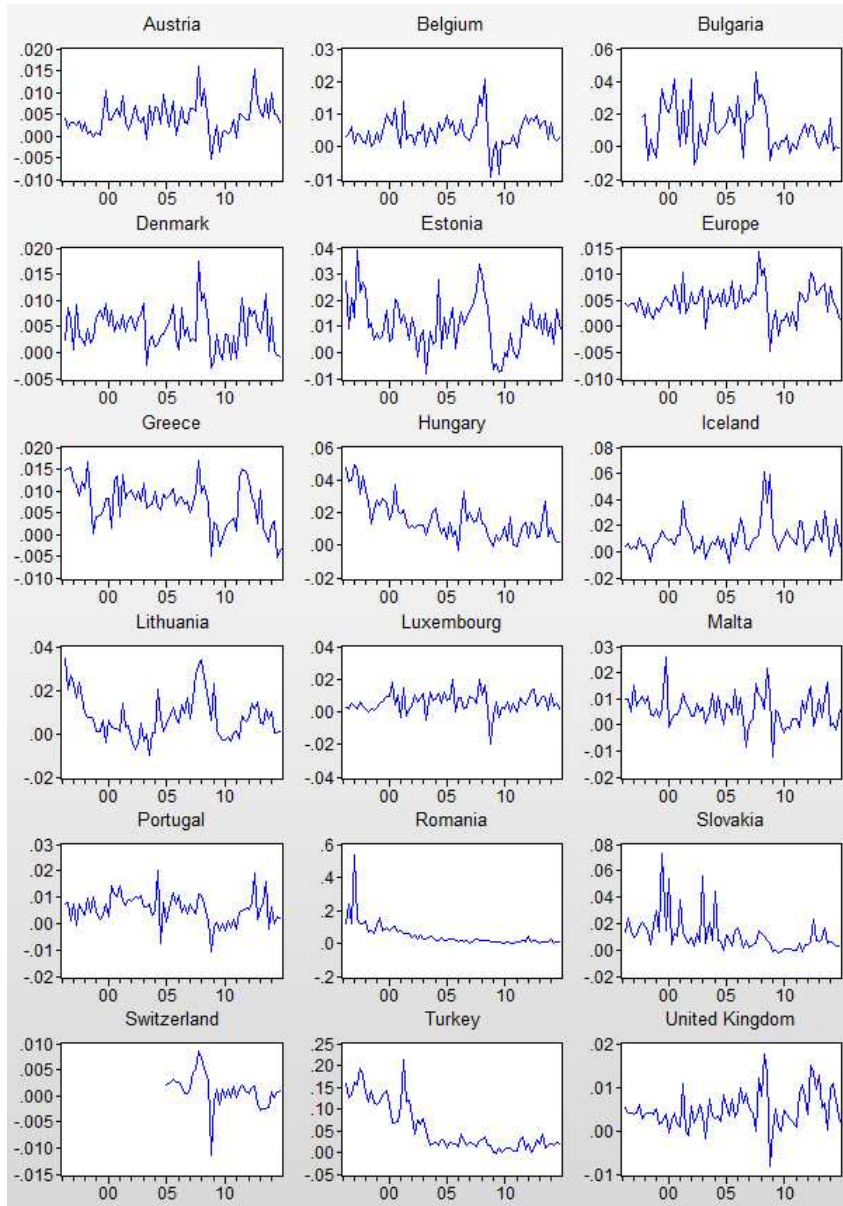 Austria Belgium Bulgaria
.020 .03 .06
.015 .02 .04
.010 .01 .02
.005 .00 .00
.000 -.01 -.02
-.005
-.010
00 05 10 00 05 10 00 05 10
Denmark Estonia Europe
.020 .04 .015
.015 .03 .010
.010 .02 .005
.005 .01 .000
.000 .00 -.005
-.005 -.01 -.010
00 05 10 00 05 10 00 05 10
Greece Hungary Iceland
.020 .06 .08
.015 .04 .06
.010 .02 .04
.005 .00 .02
.000 -.02 .00
-.005 -.02
-.010
00 05 10 00 05 10 00 05 10
Lithuania Luxembourg Malta
.04 .04 .03
.02 .02 .02
.00 .00 .01
-.02 -.02 .00
-.04 -.01
-.02
00 05 10 00 05 10 00 05 10
Portugal Romania Slovakia
.03 .6 .08
.02 .4 .06
.01 .2 .04
.00 .0 .02
-.01 -.2 .00
-.02 -.02
00 05 10 00 05 10 00 05 10
Switzerland Turkey United Kingdom
.010 .25 .02
.005 .20 .01
.000 .15 .00
-.005 .10 -.01
-.010 .05
-.015 .00
-.05
00 05 10 00 05 10 00 05 10